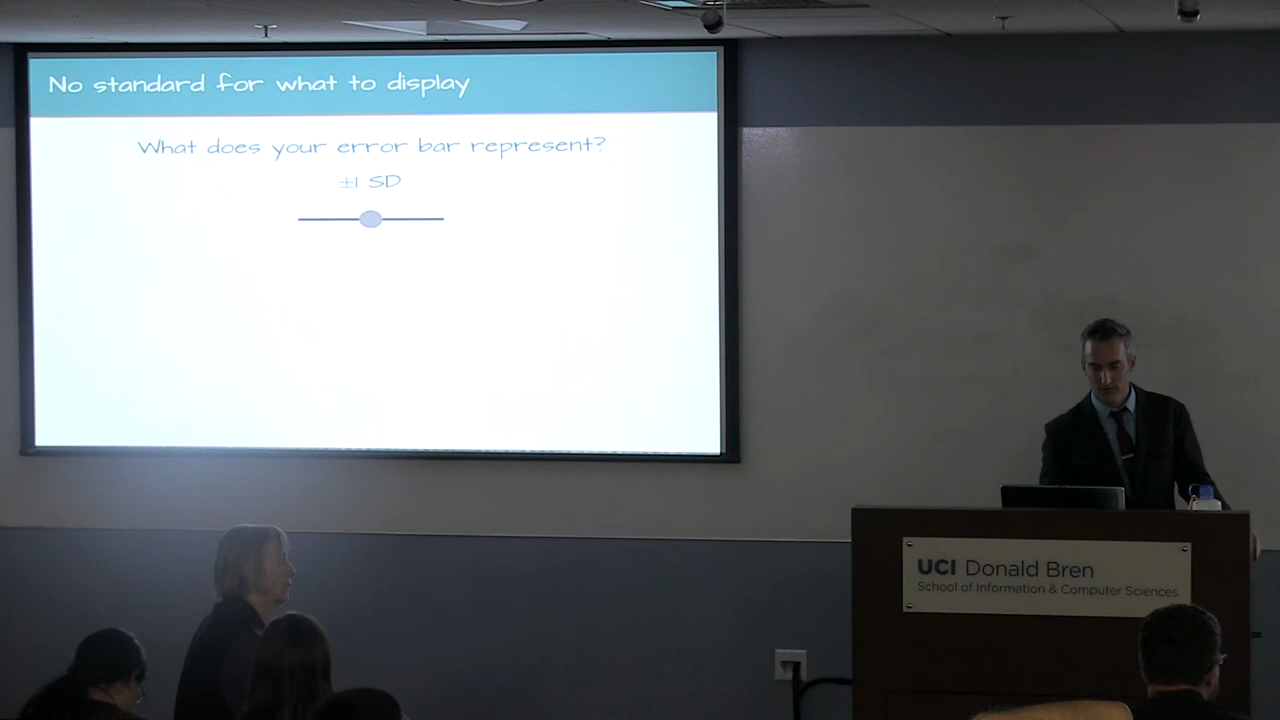 No standard for what to display
What does your error bar represent?
±1 SD
UCI Donald Bren
School of Information & Computer Sciences